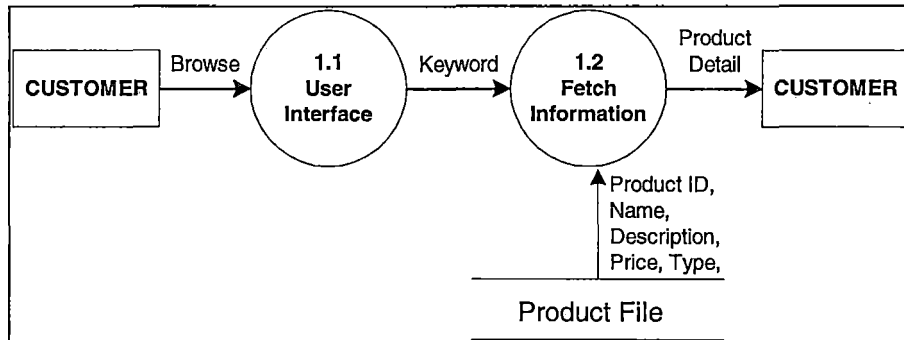 CUSTOMER
Browse
1.1
User
Interface
Keyword
1.2
Fetch
Information
Product
Detail
CUSTOMER
Product ID,
Name,
Description,
Price, Type,
Product File